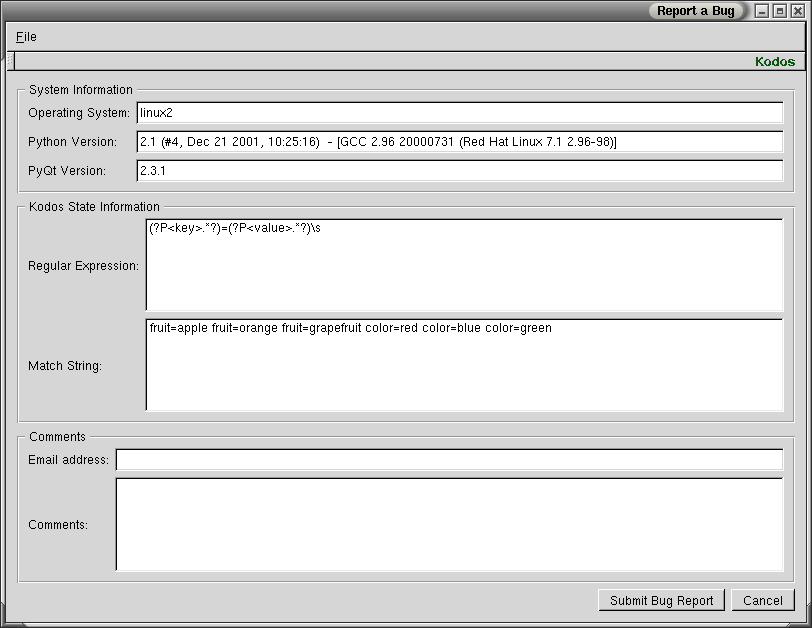 Report a Bug
File
Kodos
System Information
Operating System: linux2
Python Version: 2.1 (#4, Dec 21 2001, 10:25:16)  - [GCC 2.96 20000731 (Red Hat Linux 7.1 2.96-98)]
PyQt Version: 2.3.1
Kodos State Information
(?P<key>.*?)=(?P<value>.*?)\s
Regular Expression:
fruit=apple fruit=orange fruit=grapefruit color=red color=blue color=green
Match String:
Comments
Email address:
Comments:
Submit Bug Report Cancel